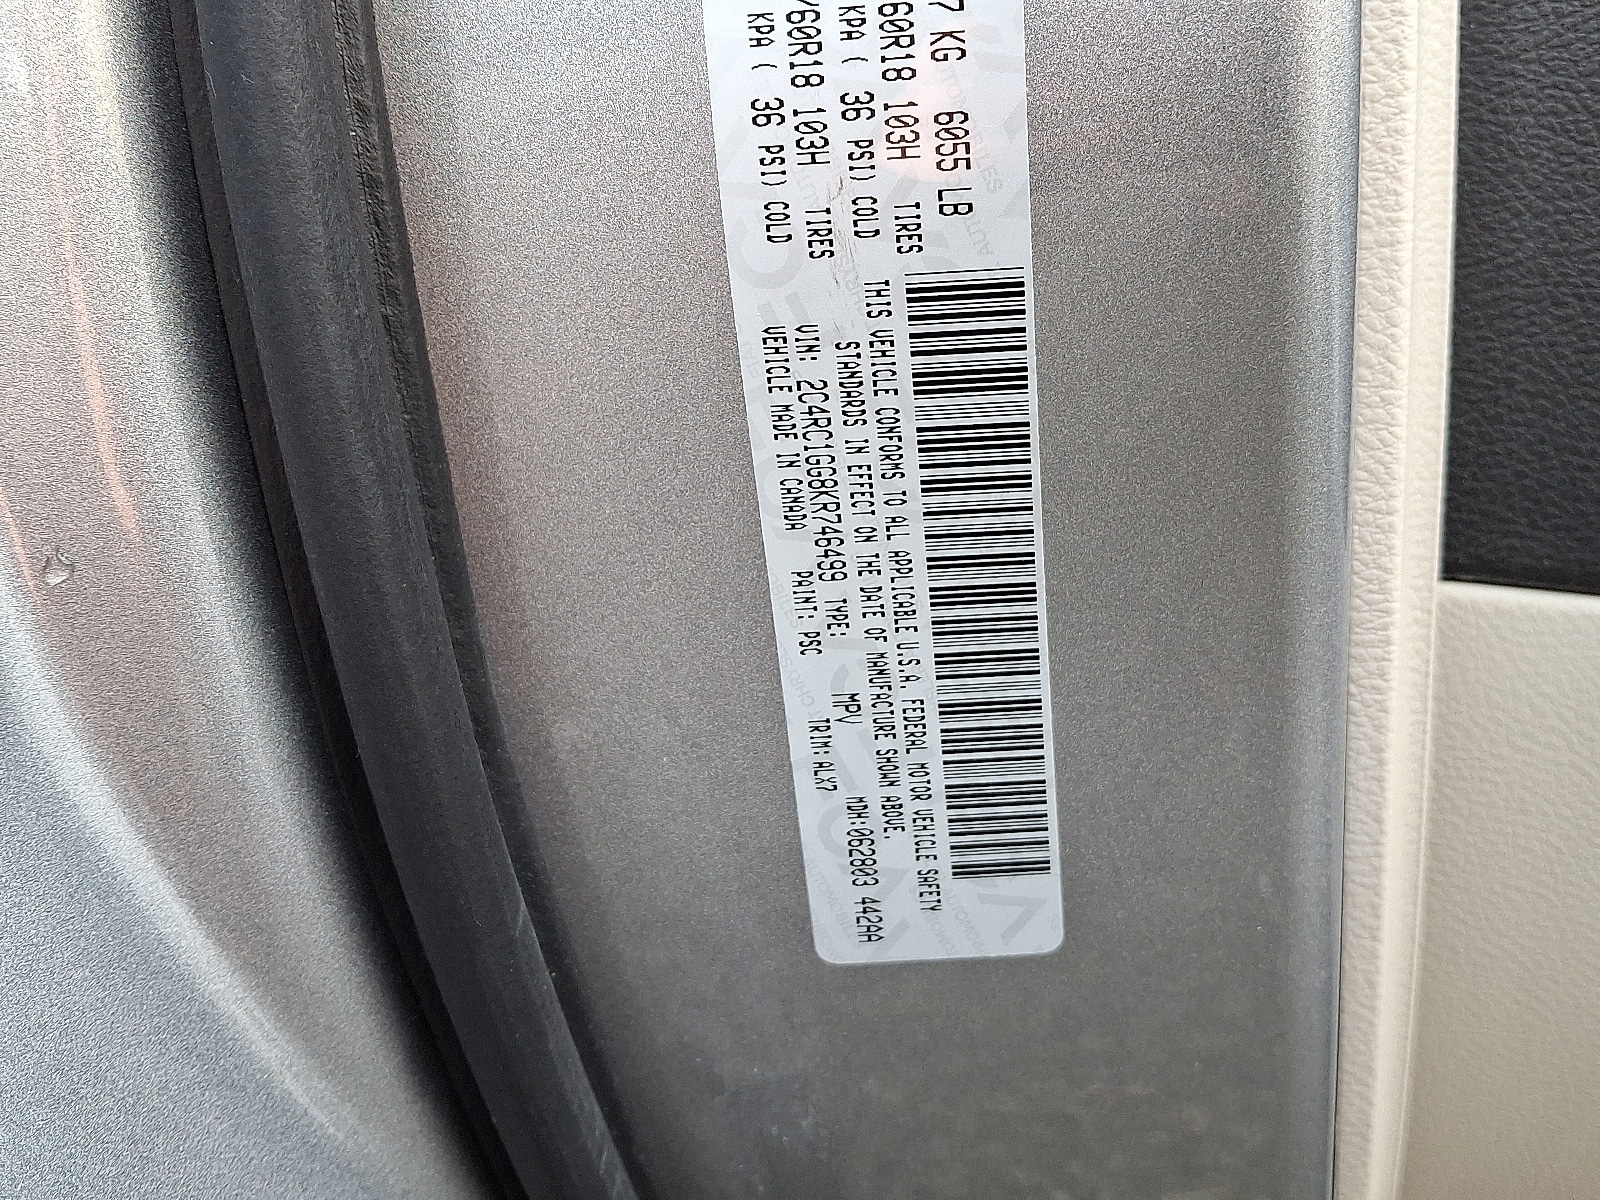 7 KG 6055 LB
60R18 103H TIRES
KPA ( 36 PSI) COLD
/60R18 103H TIRES
KPA ( 36 PSI) COLD
THIS VEHICLE CONFORMS TO ALL APPLICABLE U.S.A. FEDERAL MOTOR VEHICLE SAFETY
STANDARDS IN EFFECT ON THE DATE OF MANUFACTURE SHOWN ABOVE.
VIN: 2C4RC1GG8KR746499 TYPE: MPV MDH:062803 442AA
VEHICLE MADE IN CANADA PAINT: PSC TRIM:ALX7